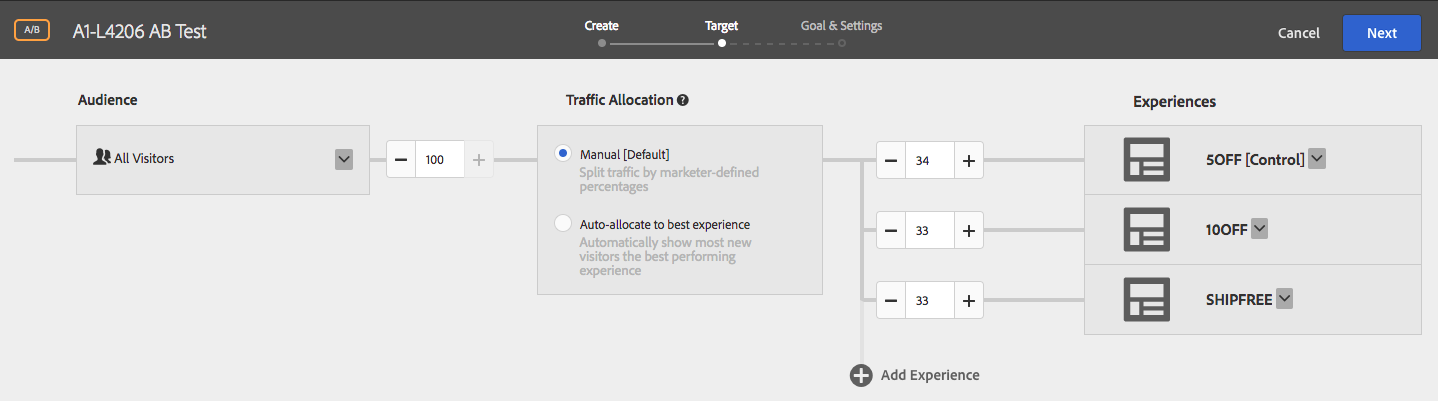 A/B
A1-L4206 AB Test
Create
Target
Goal & Settings
Cancel
Next
Audience
Traffic Allocation ?
Experiences
All Visitors
− 100 +
Manual [Default]
Split traffic by marketer-defined
percentages
Auto-allocate to best experience
Automatically show most new
visitors the best performing
experience
− 34 +
5OFF [Control]
− 33 +
10OFF
− 33 +
SHIPFREE
+ Add Experience